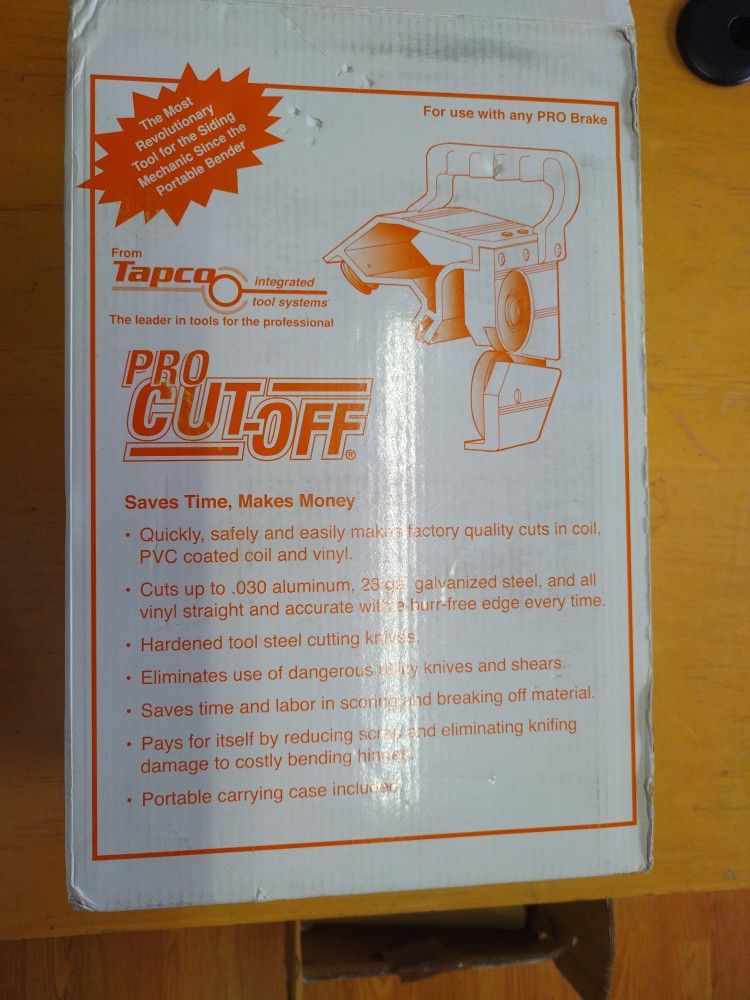 The Most
Revolutionary
Tool for the Siding
Mechanic Since the
Portable Bender
For use with any PRO Brake
From
Tapco integrated
tool systems
The leader in tools for the professional
PRO
CUT-OFF®
Saves Time, Makes Money
• Quickly, safely and easily makes factory quality cuts in coil,
PVC coated coil and vinyl.
• Cuts up to .030 aluminum, 28 ga. galvanized steel, and all
vinyl straight and accurate with a burr-free edge every time.
• Hardened tool steel cutting knives.
• Eliminates use of dangerous utility knives and shears.
• Saves time and labor in scoring and breaking off material.
• Pays for itself by reducing scrap and eliminating knifing
damage to costly bending hinges.
• Portable carrying case included.